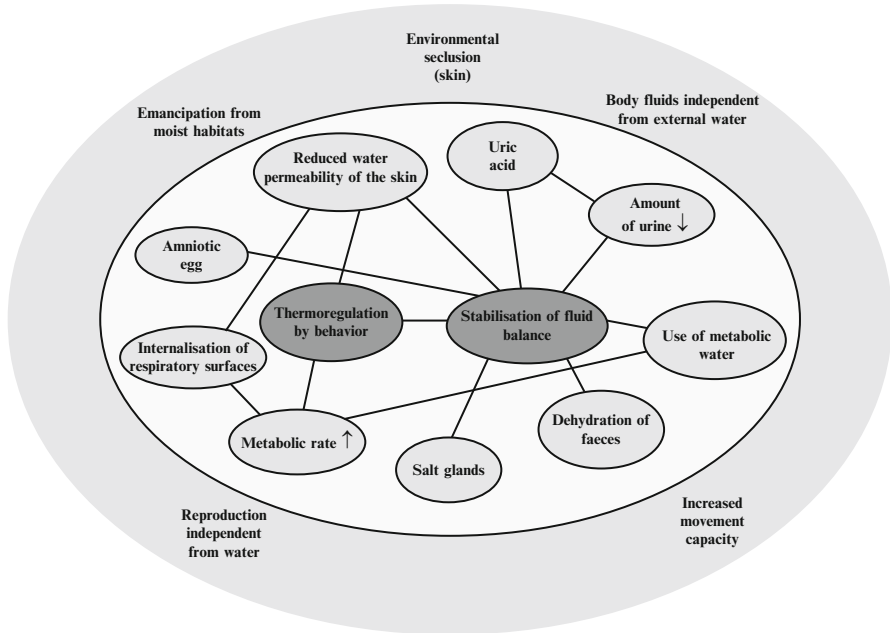 Environmental
seclusion
(skin)
Emancipation from
moist habitats
Body fluids independent
from external water
Reduced water
permeability of the skin
Uric
acid
Amount
of urine ↓
Amniotic
egg
Thermoregulation
by behavior
Stabilisation of fluid
balance
Use of metabolic
water
Internalisation of
respiratory surfaces
Metabolic rate ↑
Salt glands
Dehydration of
faeces
Reproduction
independent
from water
Increased
movement
capacity